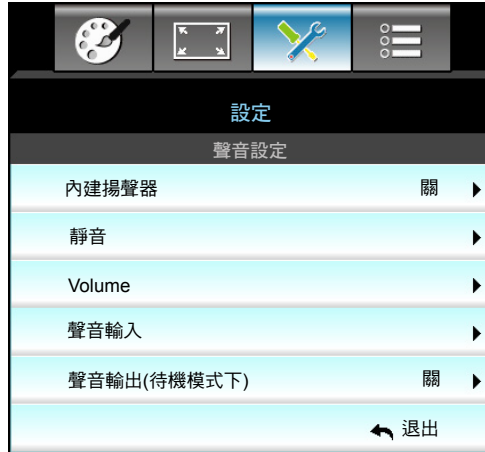 設定
聲音設定
內建揚聲器 關
靜音
Volume
聲音輸入
聲音輸出(待機模式下) 關
退出